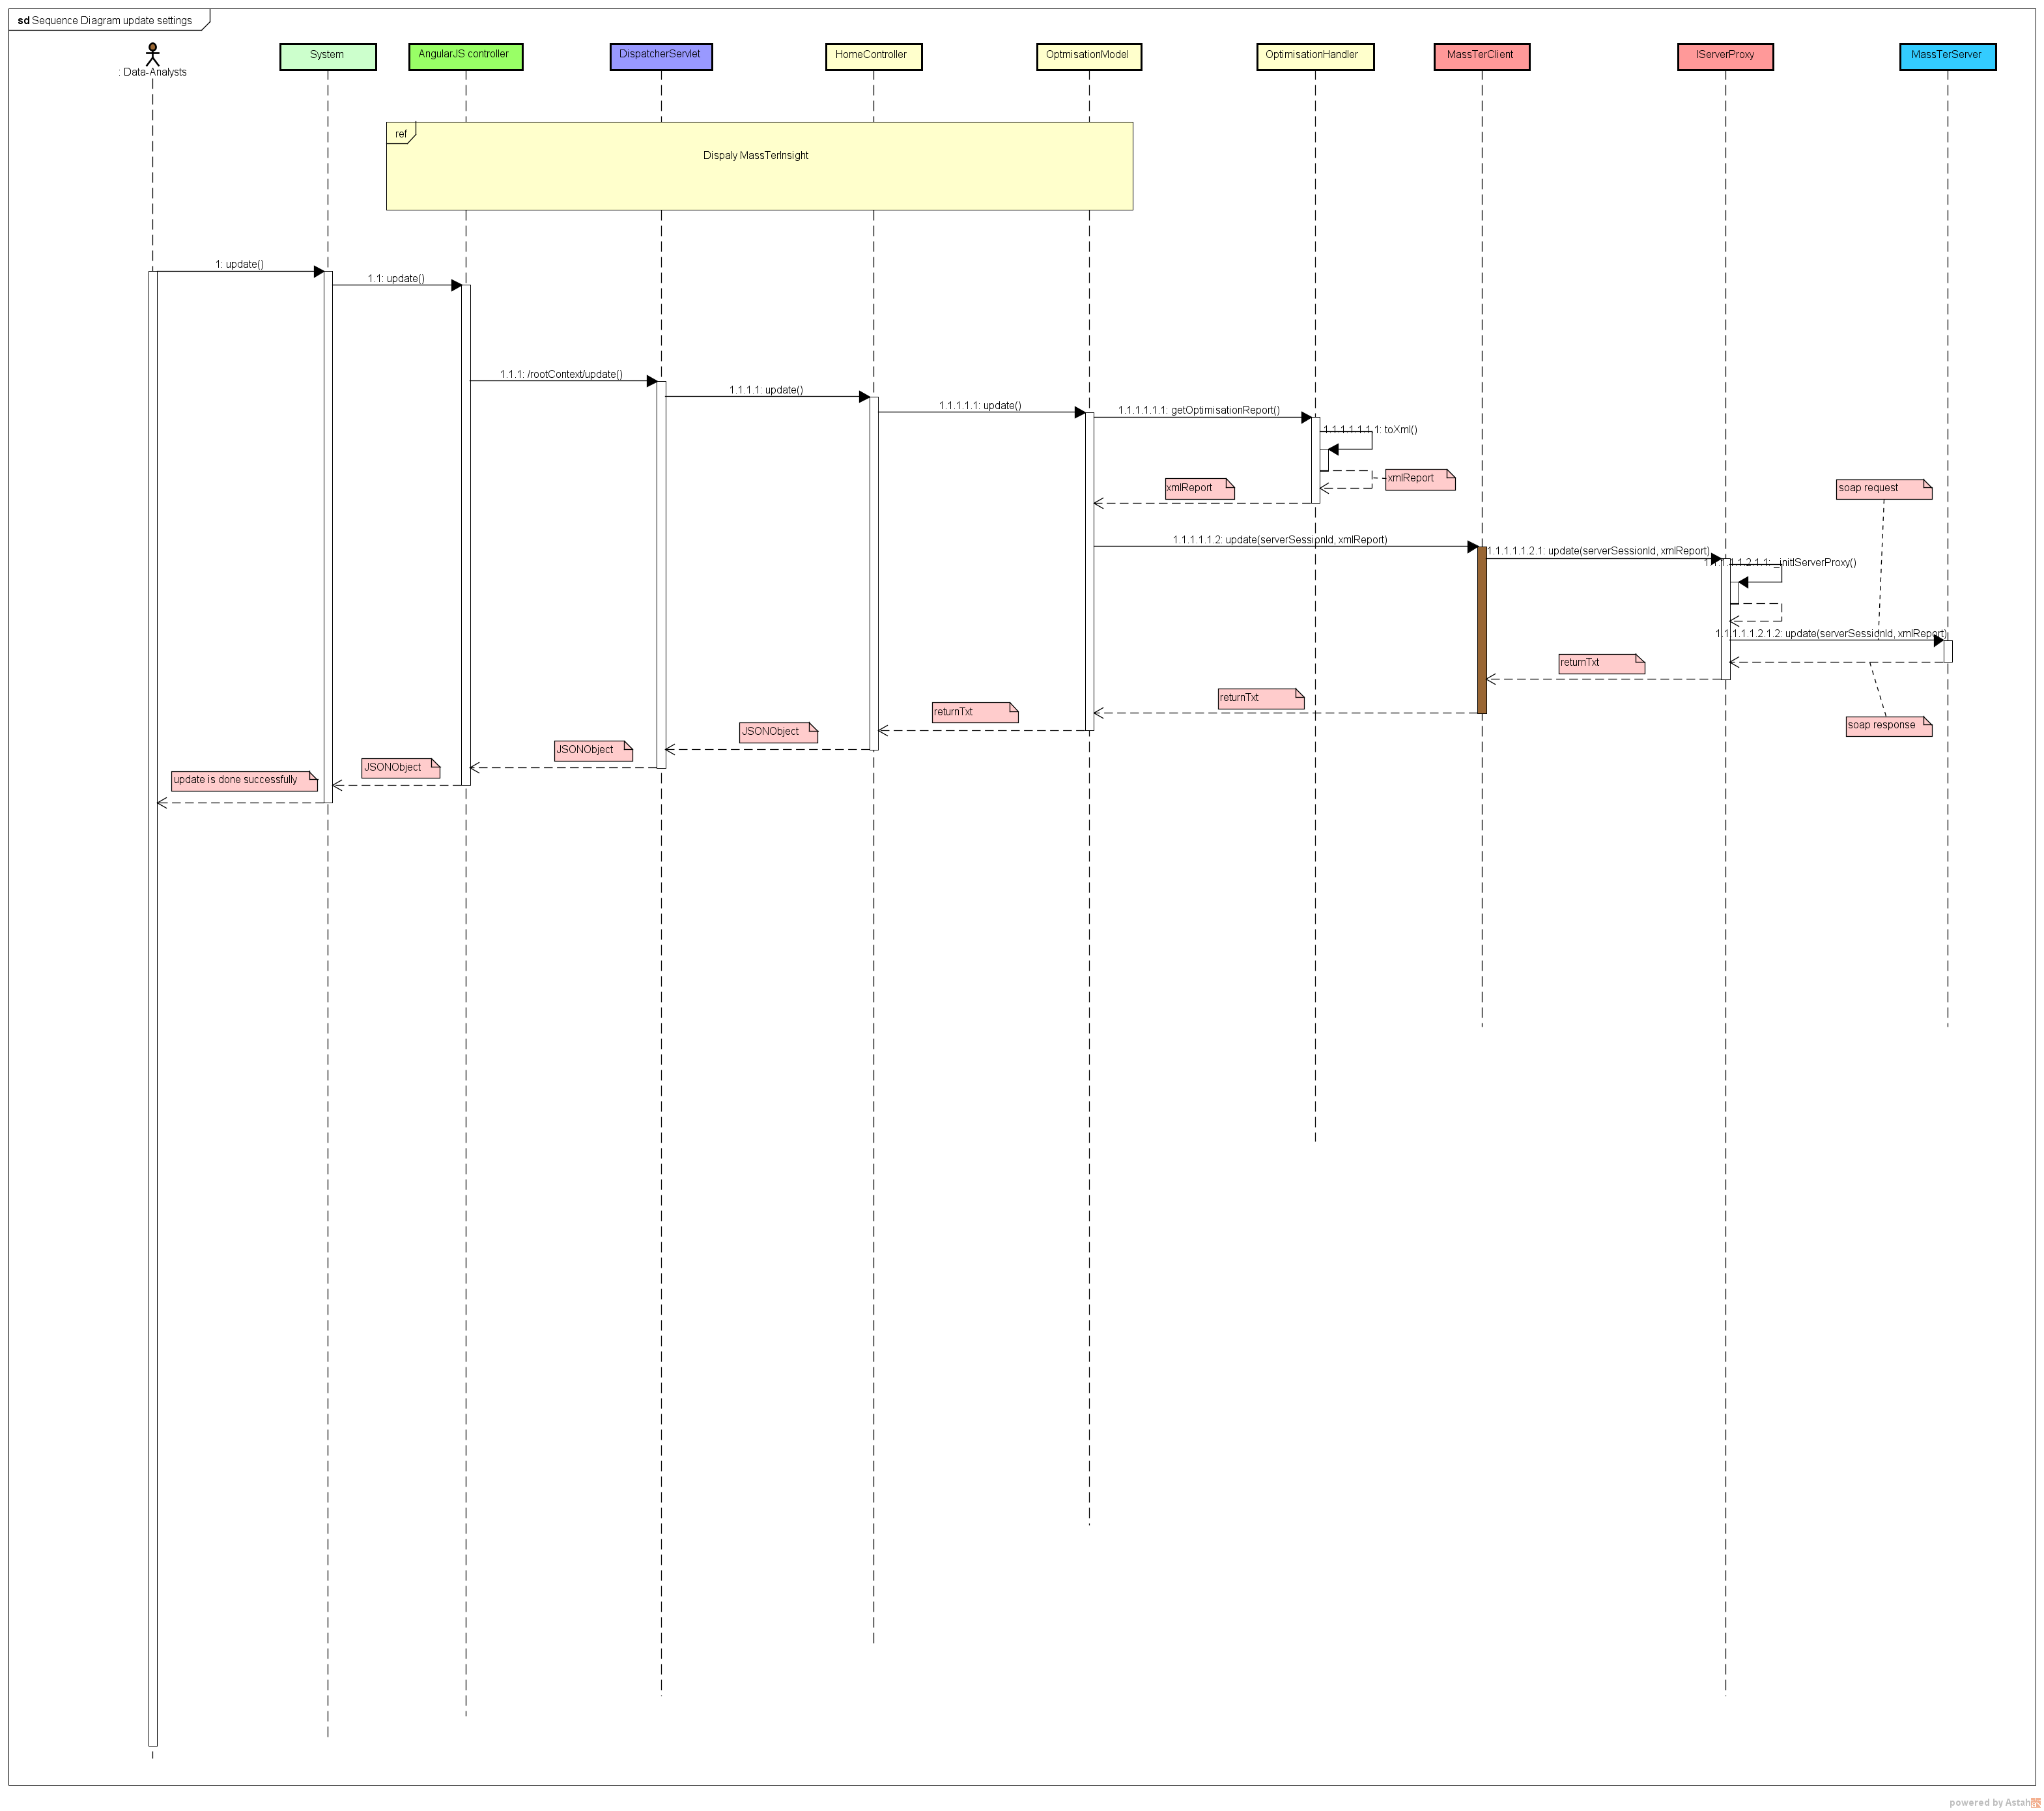 sd Sequence Diagram update settings
: Data-Analysts
System
AngularJS controller
DispatcherServlet
HomeController
OptmisationModel
OptimisationHandler
MassTerClient
IServerProxy
MassTerServer
ref
Dispaly MassTerInsight
1: update()
1.1: update()
1.1.1: /rootContext/update()
1.1.1.1: update()
1.1.1.1.1: update()
1.1.1.1.1.1: getOptimisationReport()
1.1.1.1.1.1.1: toXml()
xmlReport
xmlReport
soap request
1.1.1.1.1.2: update(serverSessionId, xmlReport)
1.1.1.1.1.2.1: update(serverSessionId, xmlReport)
1.1.1.1.1.2.1.1: _initIServerProxy()
1.1.1.1.1.2.1.2: update(serverSessionId, xmlReport)
returnTxt
returnTxt
returnTxt
soap response
JSONObject
JSONObject
JSONObject
update is done successfully
powered by Astah